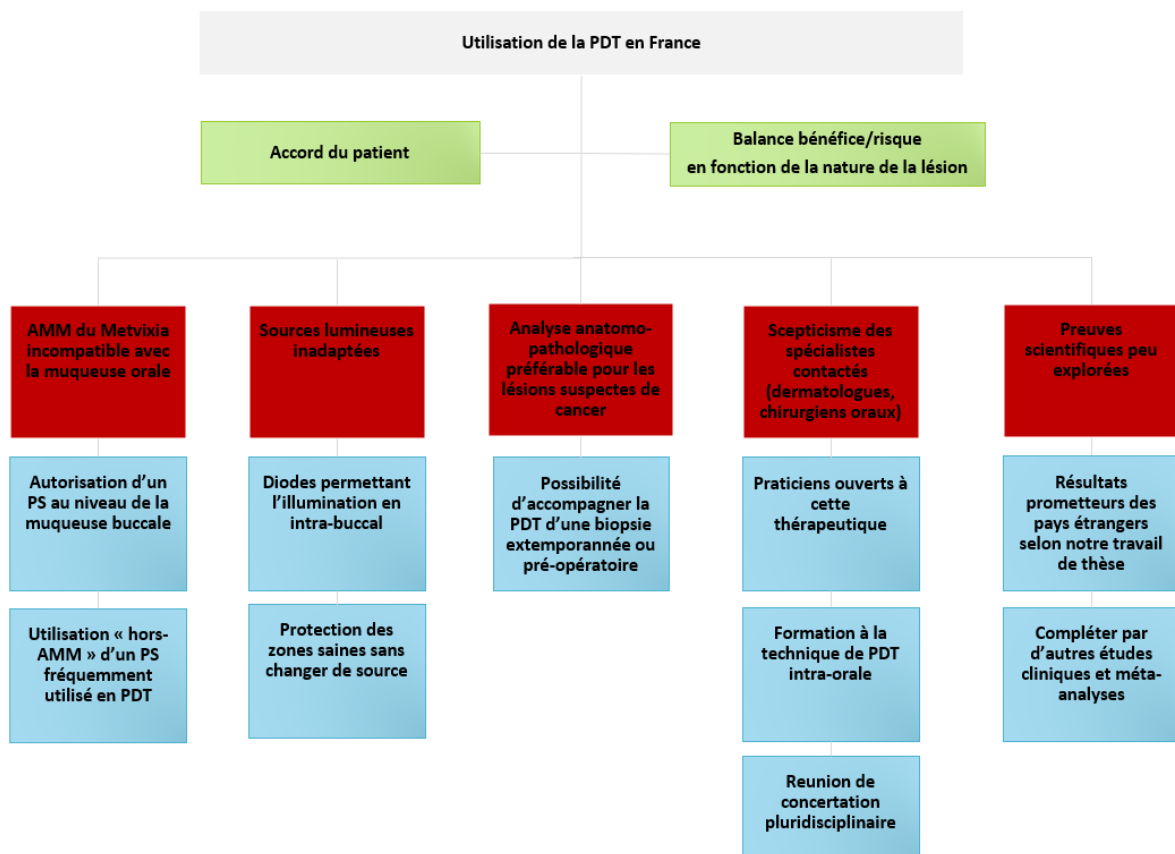 Utilisation de la PDT en France
Accord du patient
Balance bénéfice/risque
en fonction de la nature de la lésion
AMM du Metvixia
incompatible avec
la muqueuse orale
Sources lumineuses
inadaptées
Analyse anatomo-
pathologique
préférable pour les
lésions suspectes de
cancer
Scepticisme des
spécialistes
contactés
(dermatologues,
chirurgiens oraux)
Preuves
scientifiques peu
explorées
Autorisation d’un
PS au niveau de la
muqueuse buccale
Diodes permettant
l’illumination en
intra-buccal
Possibilité
d’accompagner la
PDT d’une biopsie
extemporannée ou
pré-opératoire
Praticiens ouverts à
cette
thérapeutique
Résultats
prometteurs des
pays étrangers
selon notre travail
de thèse
Utilisation « hors-
AMM » d’un PS
fréquemment
utilisé en PDT
Protection des
zones saines sans
changer de source
Formation à la
technique de PDT
intra-orale
Compléter par
d’autres études
cliniques et méta-
analyses
Reunion de
concertation
pluridisciplinaire